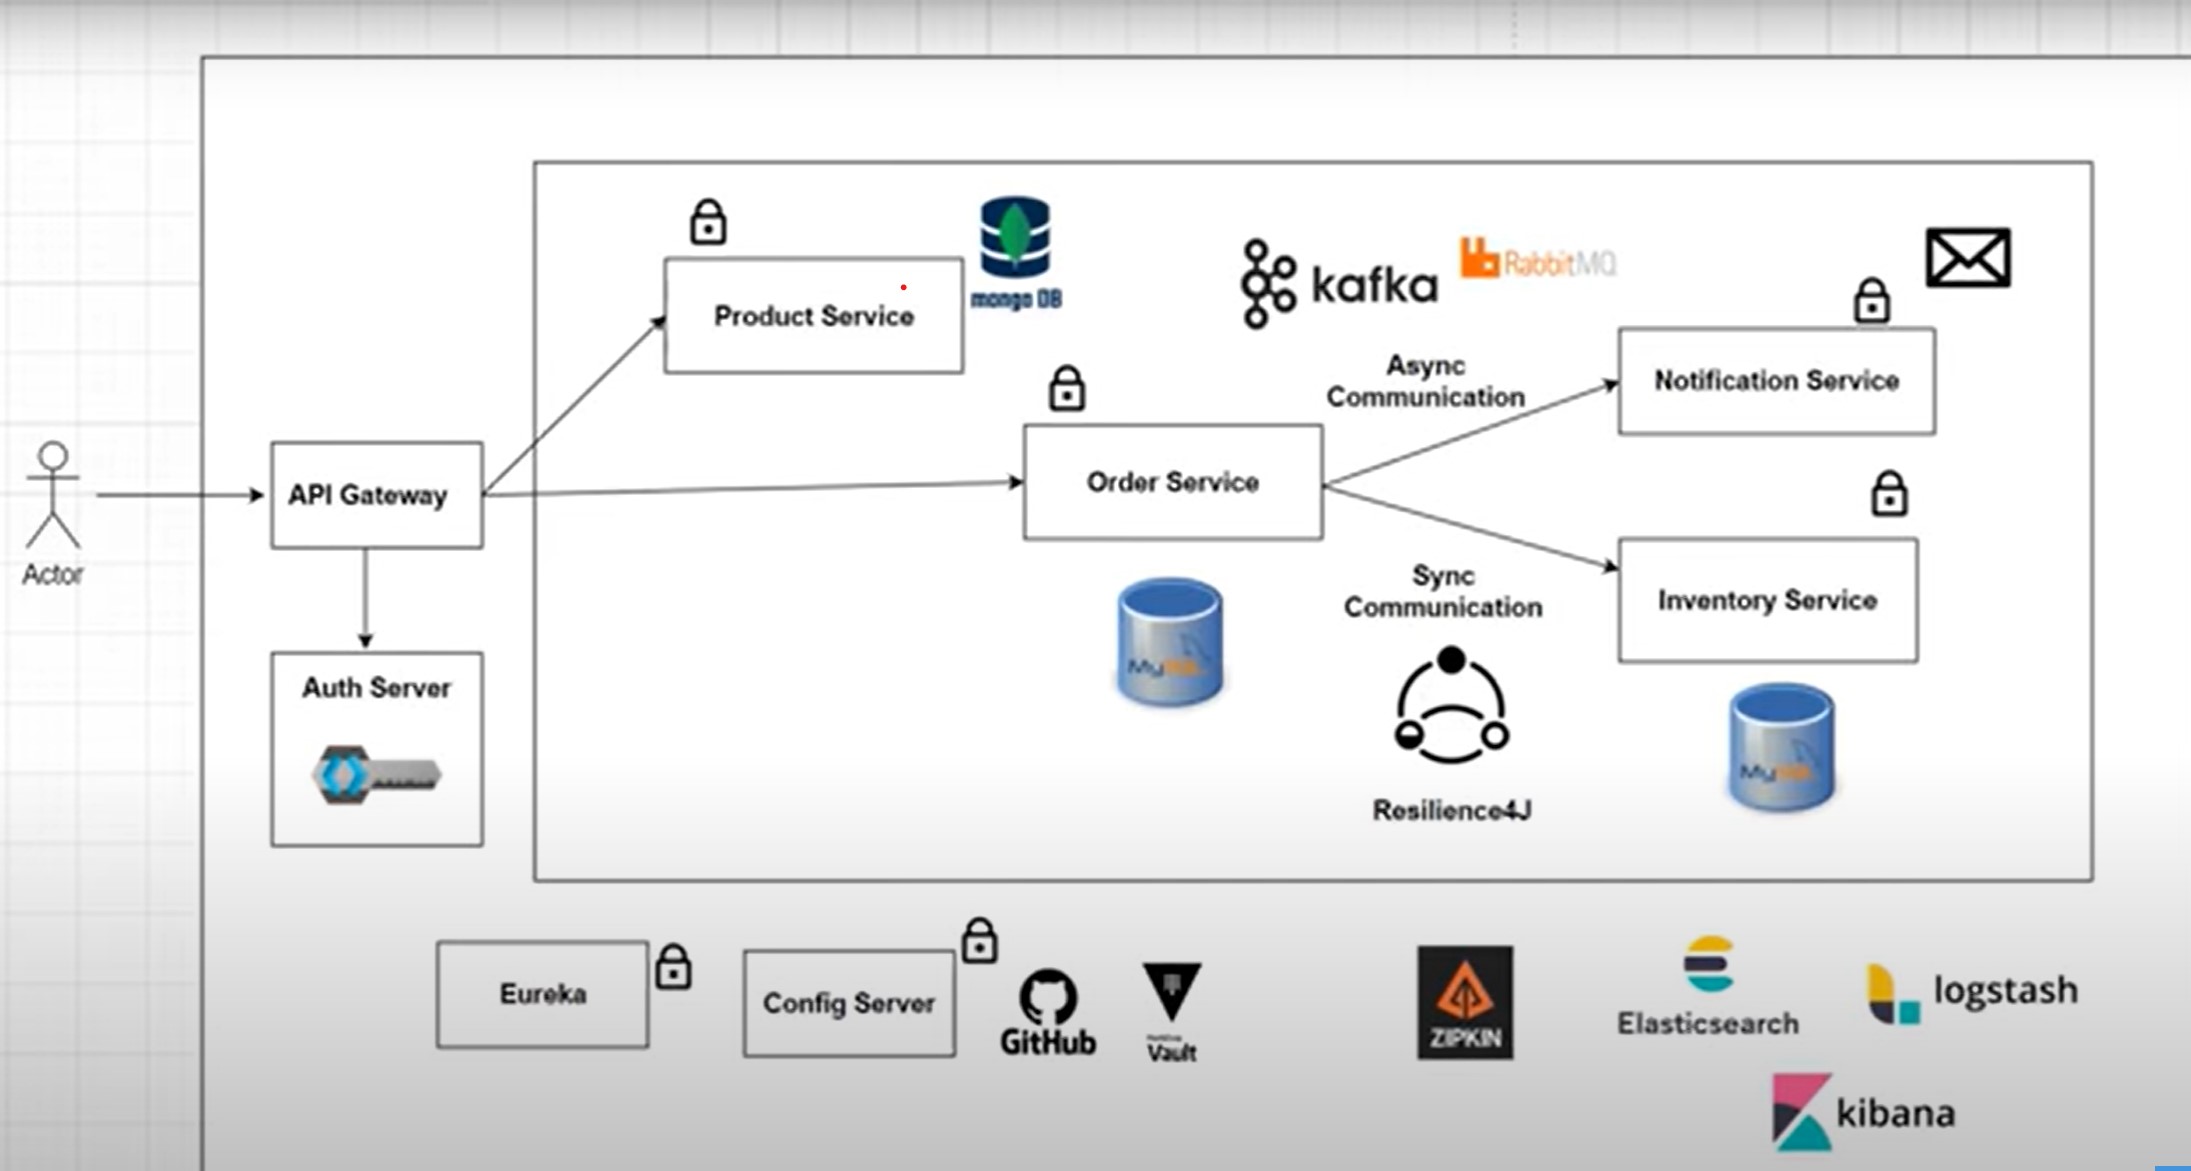 mongo DB
kafka
RabbitMQ
Product Service
Async
Communication
Notification Service
API Gateway
Order Service
Actor
Sync
Communication
Inventory Service
MySQL
Auth Server
MySQL
Resilience4J
Eureka
Config Server
GitHub
Vault
ZIPKIN
Elasticsearch
logstash
kibana